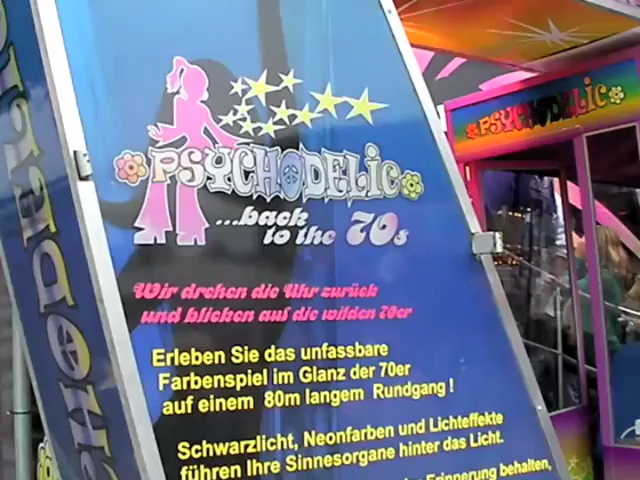 PSYCHODELIC
...back
to the 70s
Wir drehen die Uhr zurück
und blicken auf die wilden 70er
Erleben Sie das unfassbare
Farbenspiel im Glanz der 70er
auf einem 80m langem Rundgang !
Schwarzlicht, Neonfarben und Lichteffekte
führen Ihre Sinnesorgane hinter das Licht.
Erinnerung behalten,
PSYCHODELIC